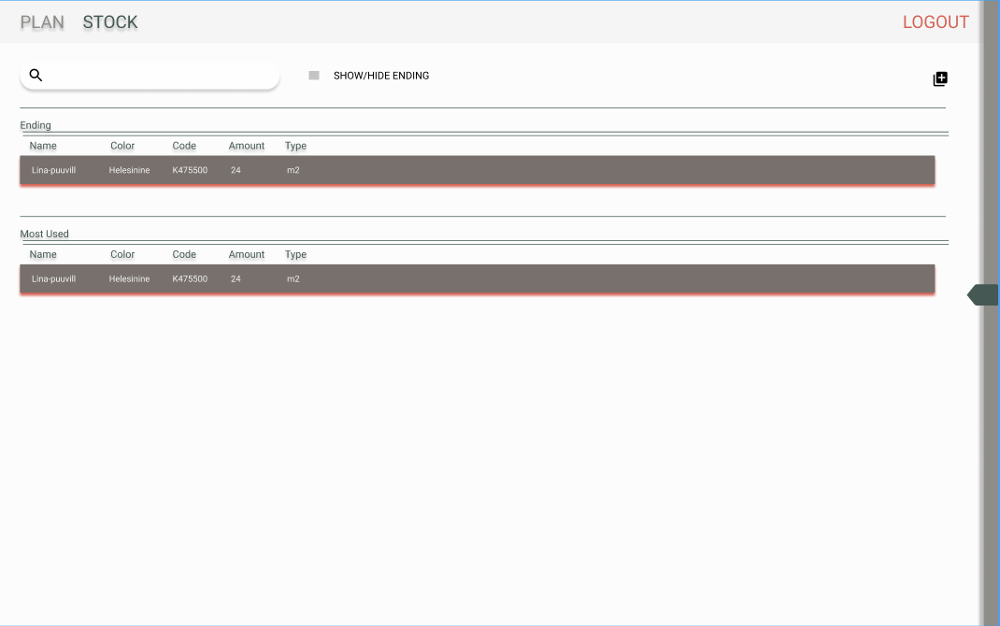 PLAN STOCK LOGOUT
SHOW/HIDE ENDING
Ending
Name Color Code Amount Type
Lina-puuvill Helesinine K475500 24 m2
Most Used
Name Color Code Amount Type
Lina-puuvill Helesinine K475500 24 m2